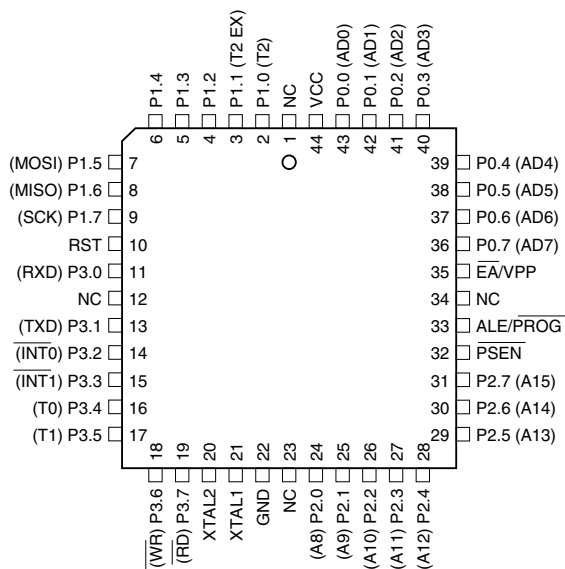 P1.4
P1.3
P1.2
P1.1 (T2 EX)
P1.0 (T2)
NC
VCC
P0.0 (AD0)
P0.1 (AD1)
P0.2 (AD2)
P0.3 (AD3)
6
5
4
3
2
1
44
43
42
41
40
(MOSI) P1.5 7
(MISO) P1.6 8
(SCK) P1.7 9
RST 10
(RXD) P3.0 11
NC 12
(TXD) P3.1 13
(INT0) P3.2 14
(INT1) P3.3 15
(T0) P3.4 16
(T1) P3.5 17
39 P0.4 (AD4)
38 P0.5 (AD5)
37 P0.6 (AD6)
36 P0.7 (AD7)
35 EA/VPP
34 NC
33 ALE/PROG
32 PSEN
31 P2.7 (A15)
30 P2.6 (A14)
29 P2.5 (A13)
18
19
20
21
22
23
24
25
26
27
28
(WR) P3.6
(RD) P3.7
XTAL2
XTAL1
GND
NC
(A8) P2.0
(A9) P2.1
(A10) P2.2
(A11) P2.3
(A12) P2.4